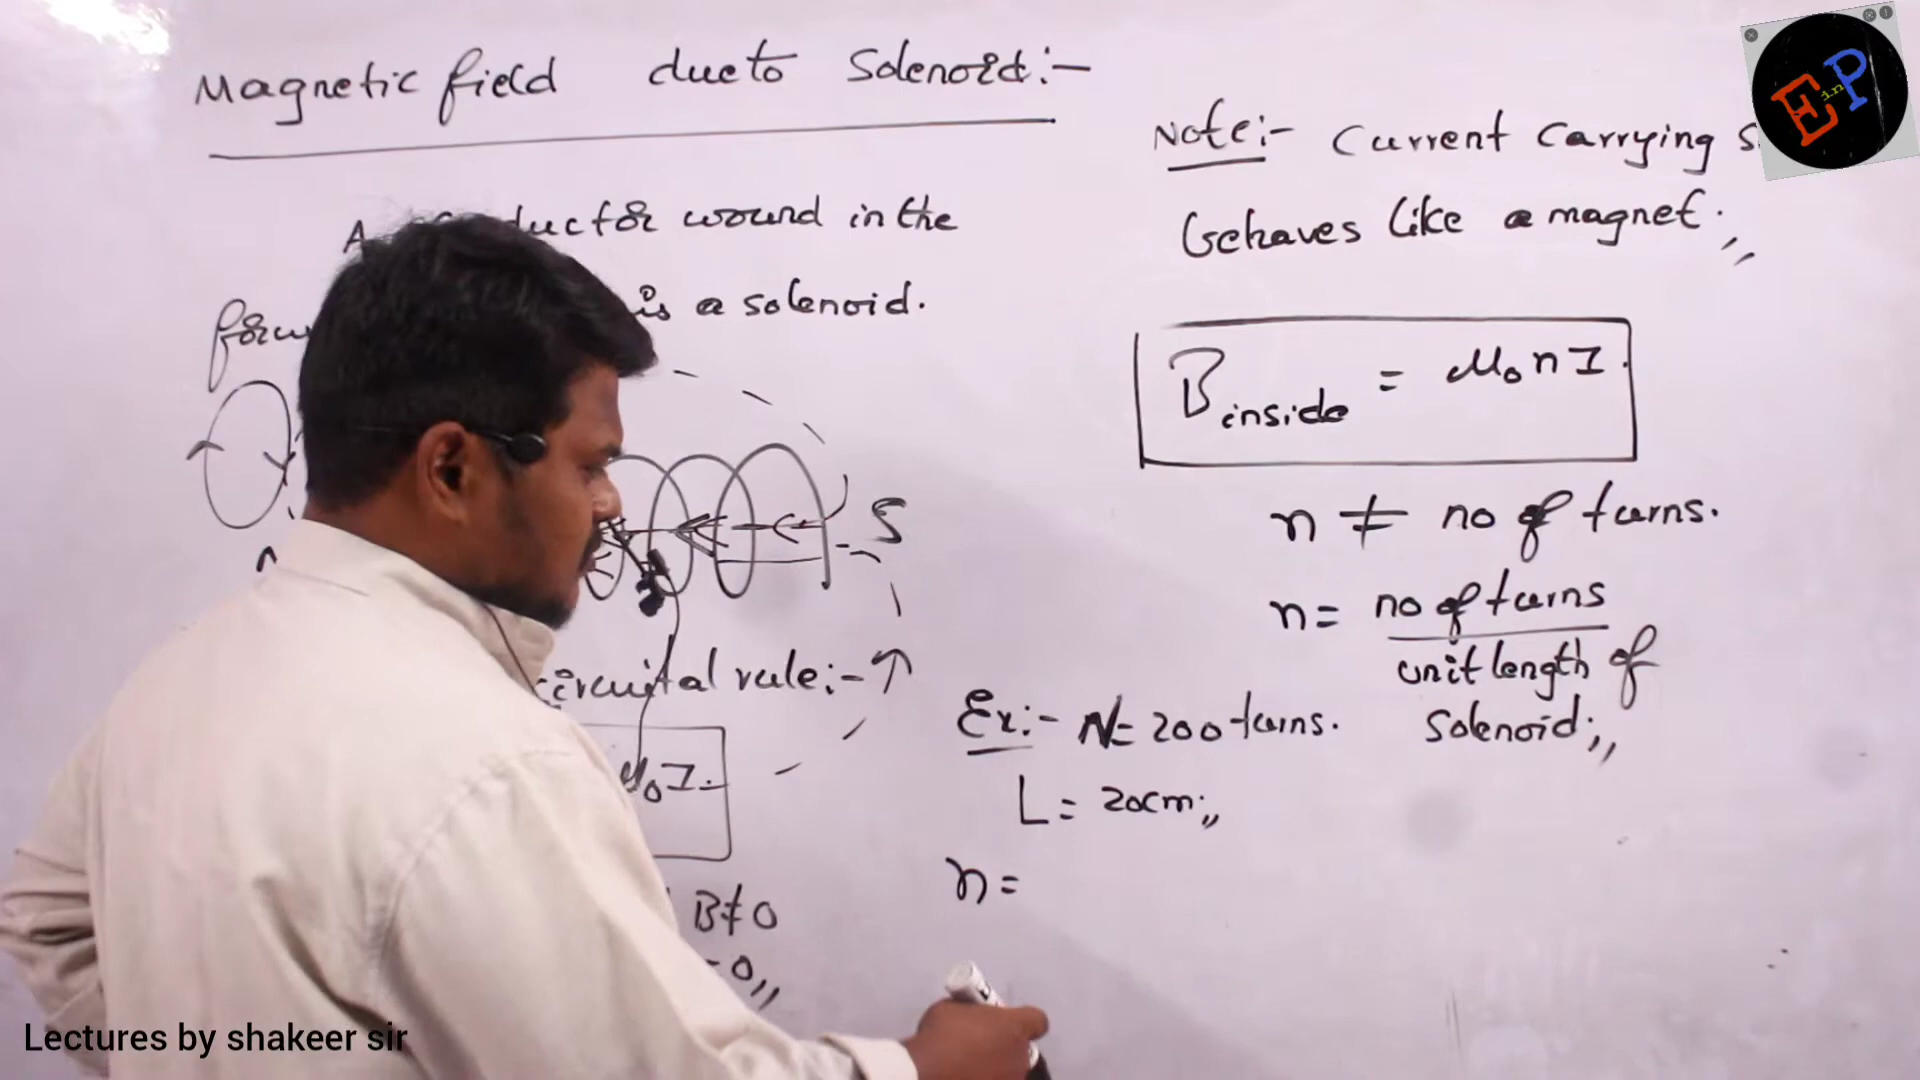 Magnetic field due to Solenoid:-
wound in the
is a solenoid.
S
circuital rule:-
μ₀I.
B≠0
Note:- Current Carrying
behaves like a magnet.
B inside = μ₀nI.
n ≠ no of turns.
n = no of turns
unit length of
Solenoid
Ex:- N= 200 turns.
L= 20cm
n=
E in P
Lectures by shakeer sir